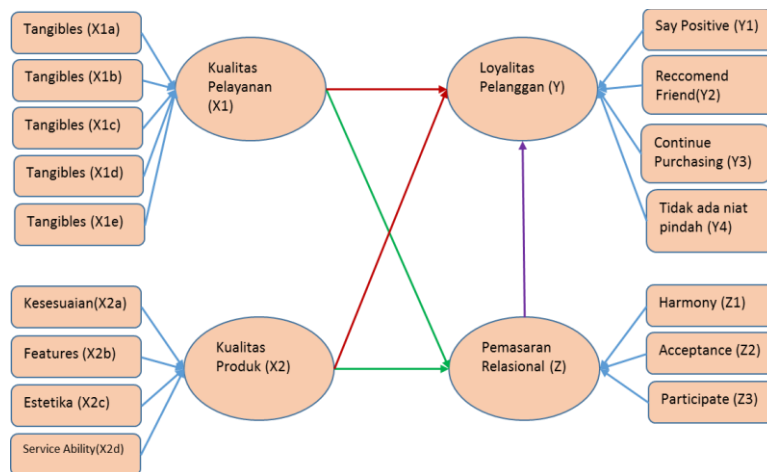 Tangibles (X1a)
Tangibles (X1b)
Tangibles (X1c)
Tangibles (X1d)
Tangibles (X1e)
Kualitas
Pelayanan
(X1)
Loyalitas
Pelanggan (Y)
Say Positive (Y1)
Reccomend
Friend(Y2)
Continue
Purchasing (Y3)
Tidak ada niat
pindah (Y4)
Kesesuaian(X2a)
Features (X2b)
Estetika (X2c)
Service Ability(X2d)
Kualitas
Produk (X2)
Pemasaran
Relasional (Z)
Harmony (Z1)
Acceptance (Z2)
Participate (Z3)